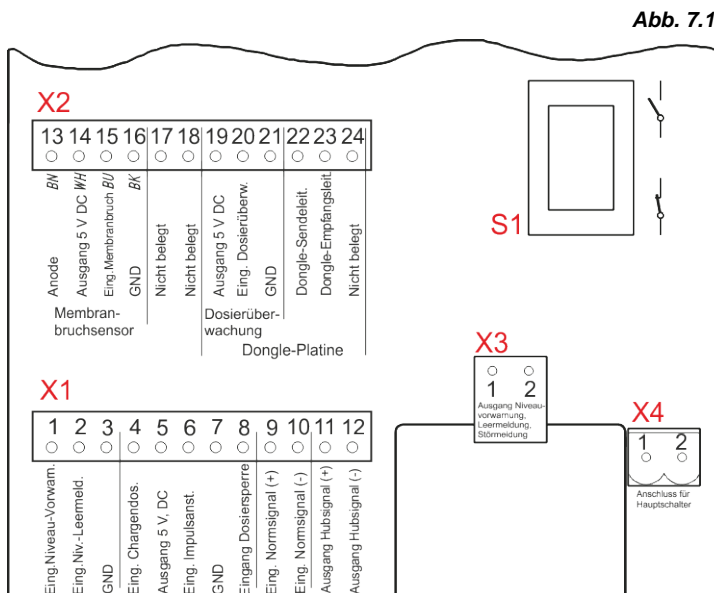 Abb. 7.1
X2
13 14 15 16 17 18 19 20 21 22 23 24
Anode BN
Ausgang 5 V DC WH
Eing.Membranbruch BU
GND BK
Nicht belegt
Nicht belegt
Ausgang 5 V DC
Eing. Dosierüberw.
GND
Dongle-Sendeleit.
Dongle-Empfangsleit.
Nicht belegt
Membran-
bruchsensor
Dosierüber-
wachung
Dongle-Platine
S1
X1
1 2 3 4 5 6 7 8 9 10 11 12
Eing.Niveau-Vorwarn.
Eing.Niv.-Leermeld.
GND
Eing. Chargendos.
Ausgang 5 V, DC
Eing. Impulsanst.
GND
Eingang Dosiersperre
Eing. Normsignal (+)
Eing. Normsignal (-)
Ausgang Hubsignal (+)
Ausgang Hubsignal (-)
X3
1 2
Ausgang Niveau-
vorwarnung,
Leermeldung,
Störmeldung
X4
1 2
Anschluss für
Hauptschalter